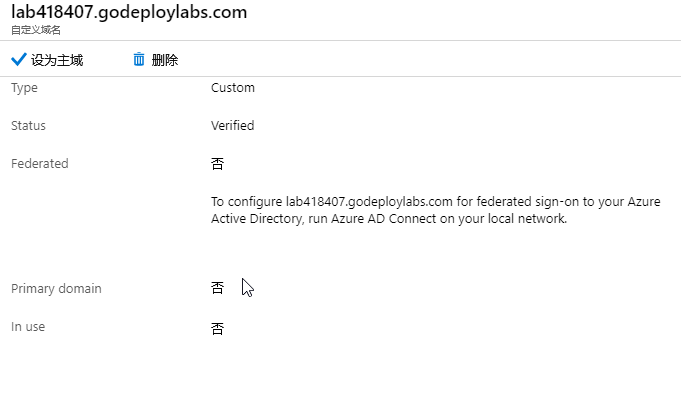 lab418407.godeploylabs.com
自定义域名
设为主域 删除
Type Custom
Status Verified
Federated 否
To configure lab418407.godeploylabs.com for federated sign-on to your Azure
Active Directory, run Azure AD Connect on your local network.
Primary domain 否
In use 否